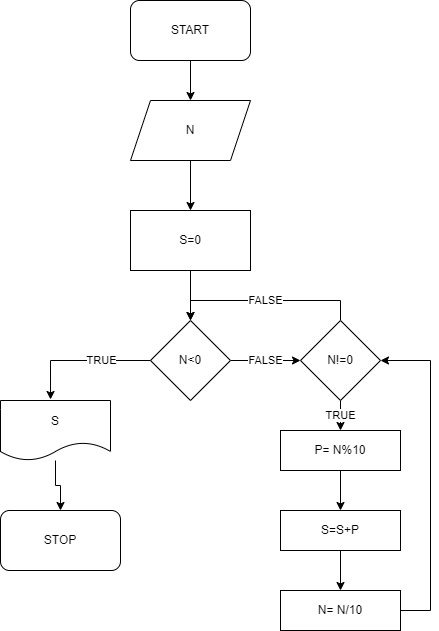 START
N
S=0
FALSE
N<0
TRUE
FALSE
N!=0
TRUE
S
P= N%10
STOP
S=S+P
N= N/10